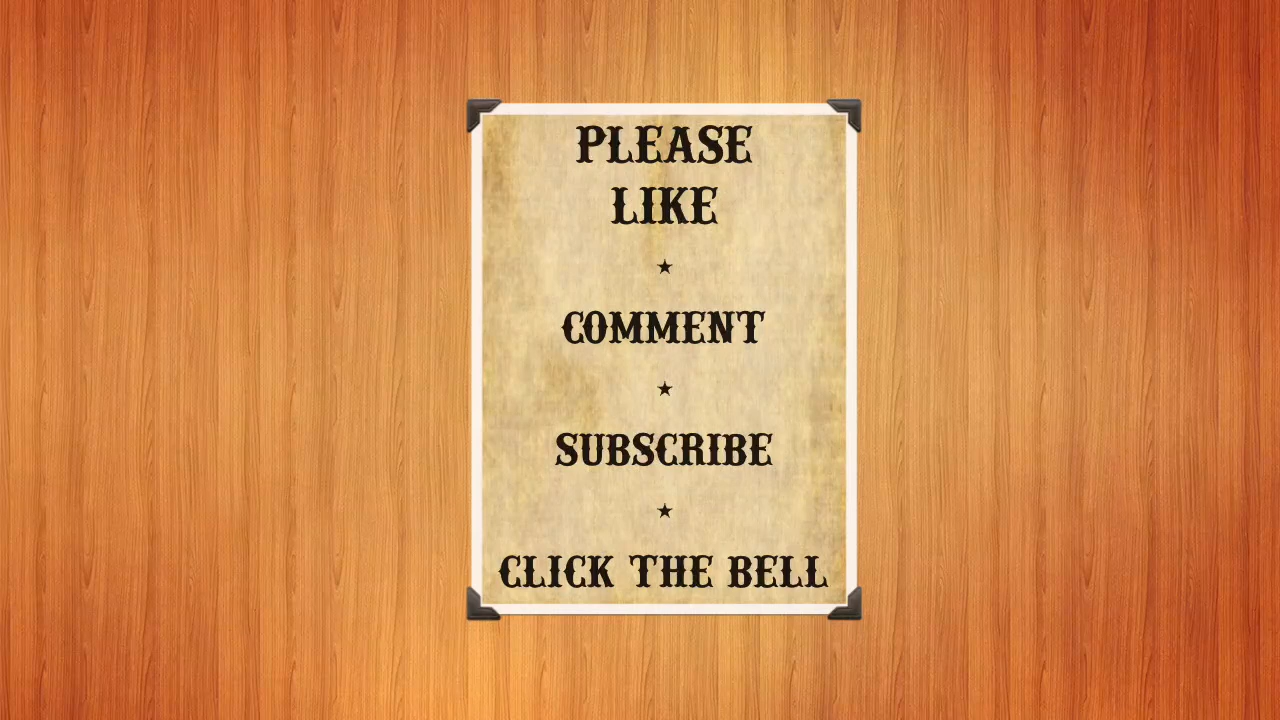 PLEASE
LIKE
★
COMMENT
★
SUBSCRIBE
★
CLICK THE BELL